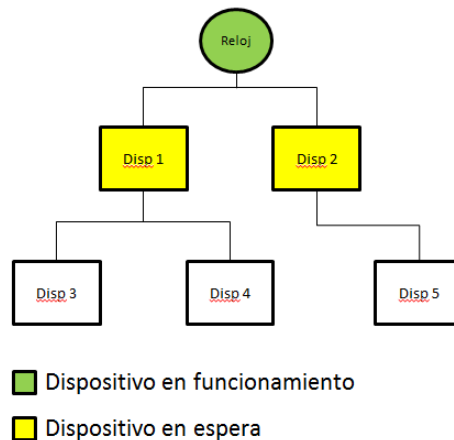 Reloj
Disp 1
Disp 2
Disp 3
Disp 4
Disp 5
Dispositivo en funcionamiento
Dispositivo en espera